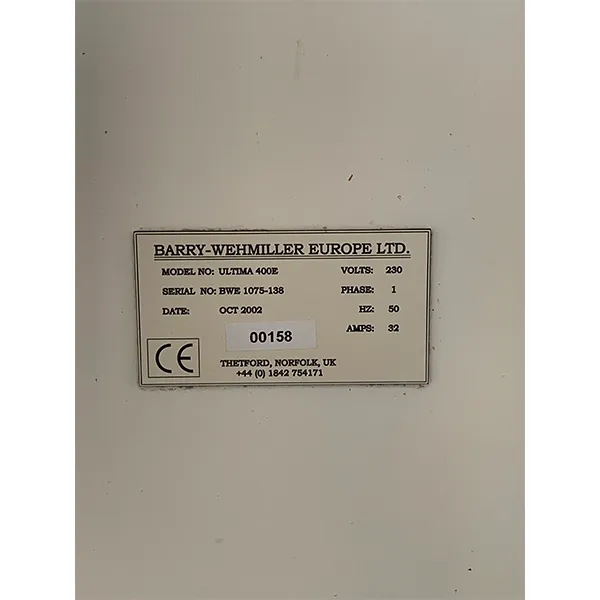 BARRY-WEHMILLER EUROPE LTD.
MODEL NO: ULTIMA 400E VOLTS: 230
SERIAL NO: BWE 1075-138 PHASE: 1
DATE: OCT 2002 HZ: 50
AMPS: 32
00158
CE
THETFORD, NORFOLK, UK
+44 (0) 1842 754171